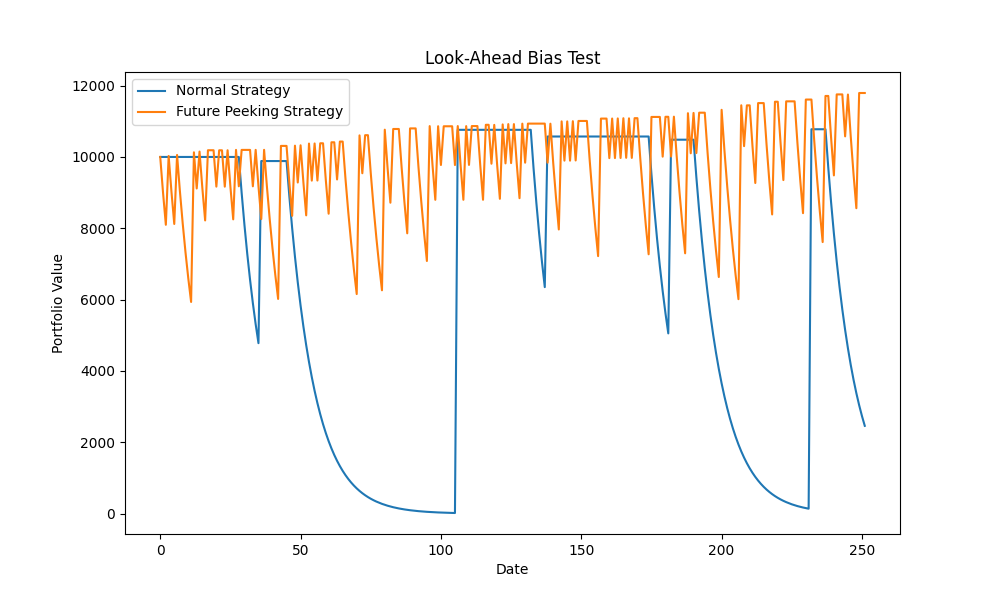 Look-Ahead Bias Test
Normal Strategy
Future Peeking Strategy
Portfolio Value
12000
10000
8000
6000
4000
2000
0
0 50 100 150 200 250
Date